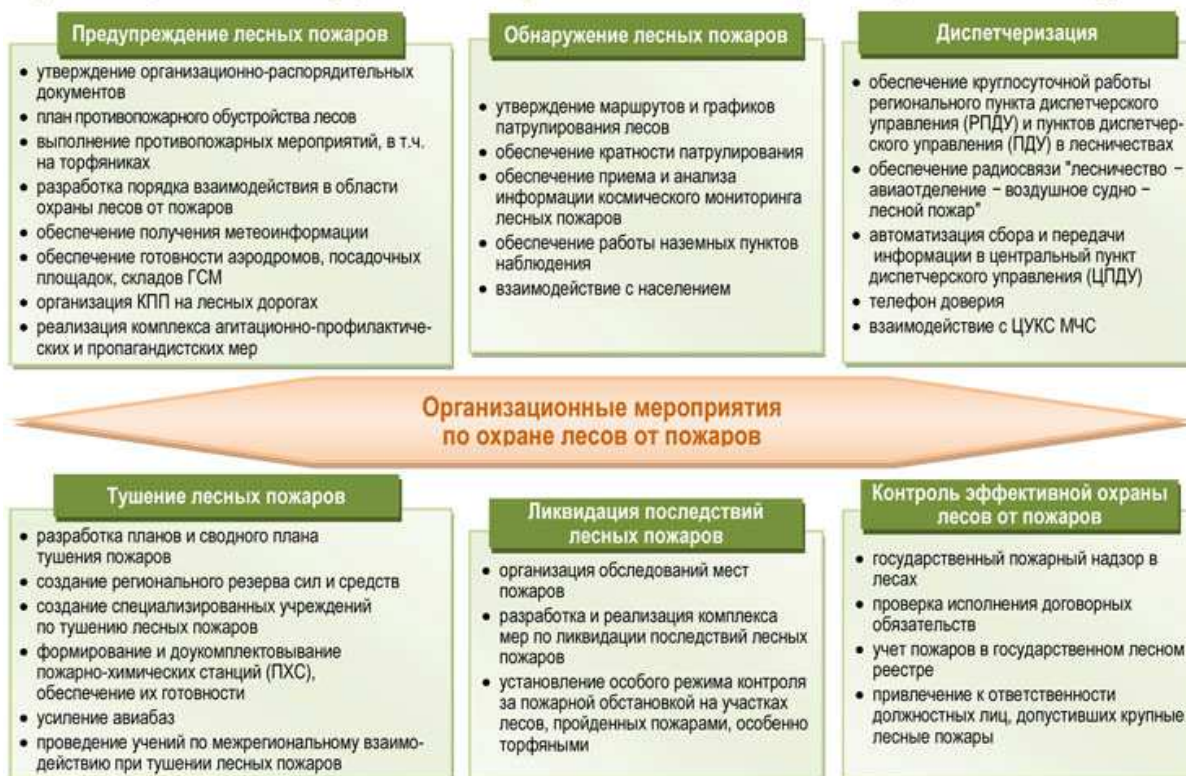 Предупреждение лесных пожаров
• утверждение организационно-распорядительных
документов
• план противопожарного обустройства лесов
• выполнение противопожарных мероприятий, в т.ч.
на торфяниках
• разработка порядка взаимодействия в области
охраны лесов от пожаров
• обеспечение получения метеоинформации
• обеспечение готовности аэродромов, посадочных
площадок, складов ГСМ
• организация КПП на лесных дорогах
• реализация комплекса агитационно-профилактиче-
ских и пропагандистских мер
Обнаружение лесных пожаров
• утверждение маршрутов и графиков
патрулирования лесов
• обеспечение кратности патрулирования
• обеспечение приема и анализа
информации космического мониторинга
лесных пожаров
• обеспечение работы наземных пунктов
наблюдения
• взаимодействие с населением
Диспетчеризация
• обеспечение круглосуточной работы
регионального пункта диспетчерского
управления (РПДУ) и пунктов диспетчер-
ского управления (ПДУ) в лесничествах
• обеспечение радиосвязи "лесничество –
авиаотделение – воздушное судно –
лесной пожар"
• автоматизация сбора и передачи
информации в центральный пункт
диспетчерского управления (ЦПДУ)
• телефон доверия
• взаимодействие с ЦУКС МЧС
Организационные мероприятия
по охране лесов от пожаров
Тушение лесных пожаров
• разработка планов и сводного плана
тушения пожаров
• создание регионального резерва сил и средств
• создание специализированных учреждений
по тушению лесных пожаров
• формирование и доукомплектовывание
пожарно-химических станций (ПХС),
обеспечение их готовности
• усиление авиабаз
• проведение учений по межрегиональному взаимо-
действию при тушении лесных пожаров
Ликвидация последствий
лесных пожаров
• организация обследований мест
пожаров
• разработка и реализация комплекса
мер по ликвидации последствий лесных
пожаров
• установление особого режима контроля
за пожарной обстановкой на участках
лесов, пройденных пожарами, особенно
торфяными
Контроль эффективной охраны
лесов от пожаров
• государственный пожарный надзор в
лесах
• проверка исполнения договорных
обязательств
• учет пожаров в государственном лесном
реестре
• привлечение к ответственности
должностных лиц, допустивших крупные
лесные пожары